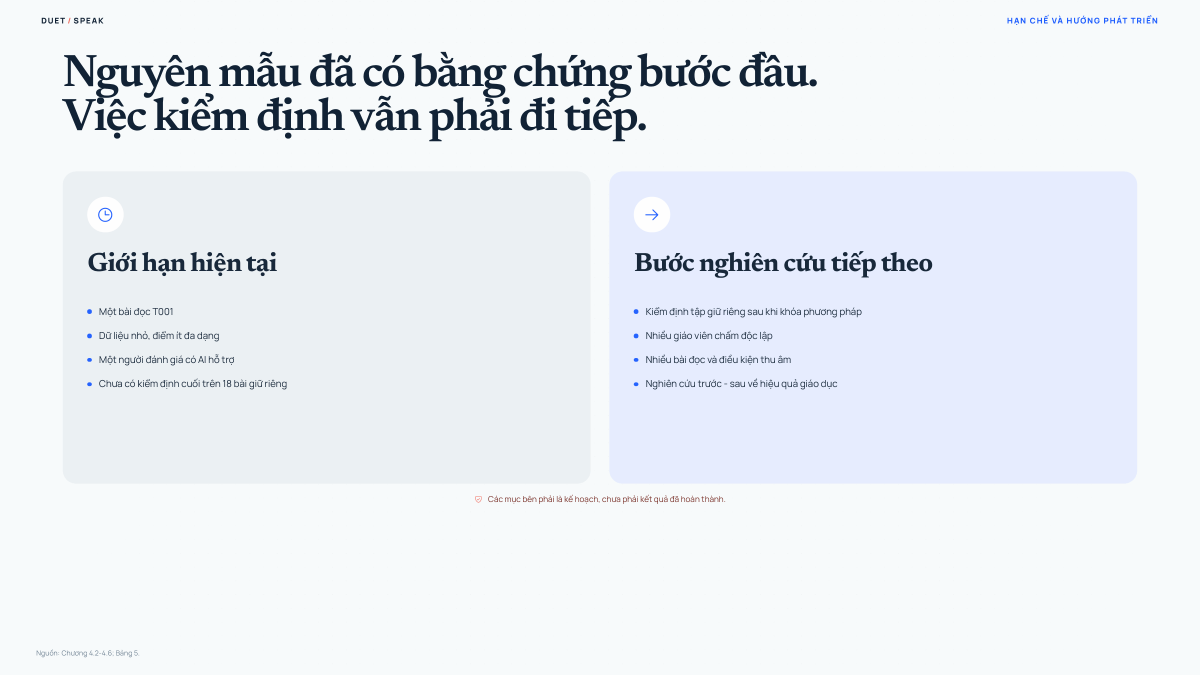 DUET / SPEAK
HẠN CHẾ VÀ HƯỚNG PHÁT TRIỂN
Nguyên mẫu đã có bằng chứng bước đầu.
Việc kiểm định vẫn phải đi tiếp.
Giới hạn hiện tại
Một bài đọc T001
Dữ liệu nhỏ, điểm ít đa dạng
Một người đánh giá có AI hỗ trợ
Chưa có kiểm định cuối trên 18 bài giữ riêng
Bước nghiên cứu tiếp theo
Kiểm định tập giữ riêng sau khi khóa phương pháp
Nhiều giáo viên chấm độc lập
Nhiều bài đọc và điều kiện thu âm
Nghiên cứu trước - sau về hiệu quả giáo dục
Các mục bên phải là kế hoạch, chưa phải kết quả đã hoàn thành.
Nguồn: Chương 4.2-4.6; Bảng 5.